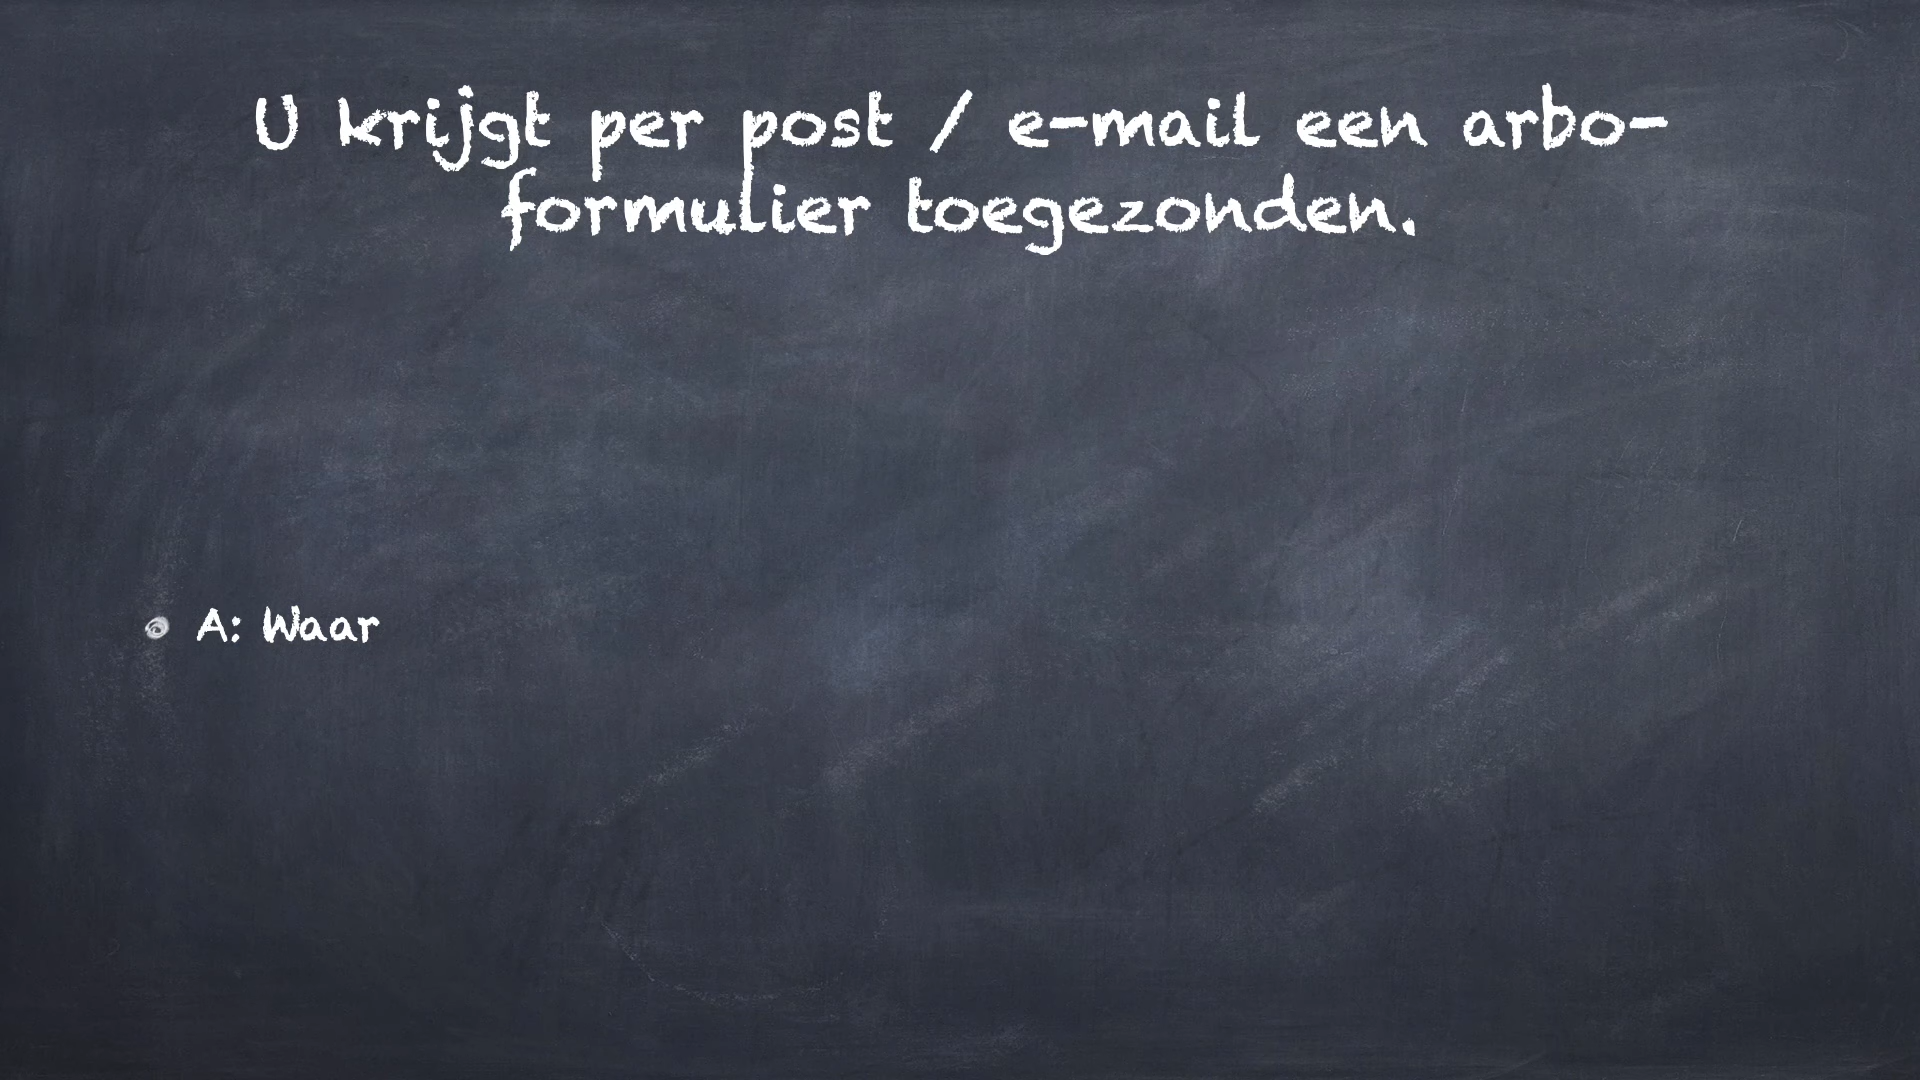 U krijgt per post / e-mail een arbo-
formulier toegezonden.
A: Waar